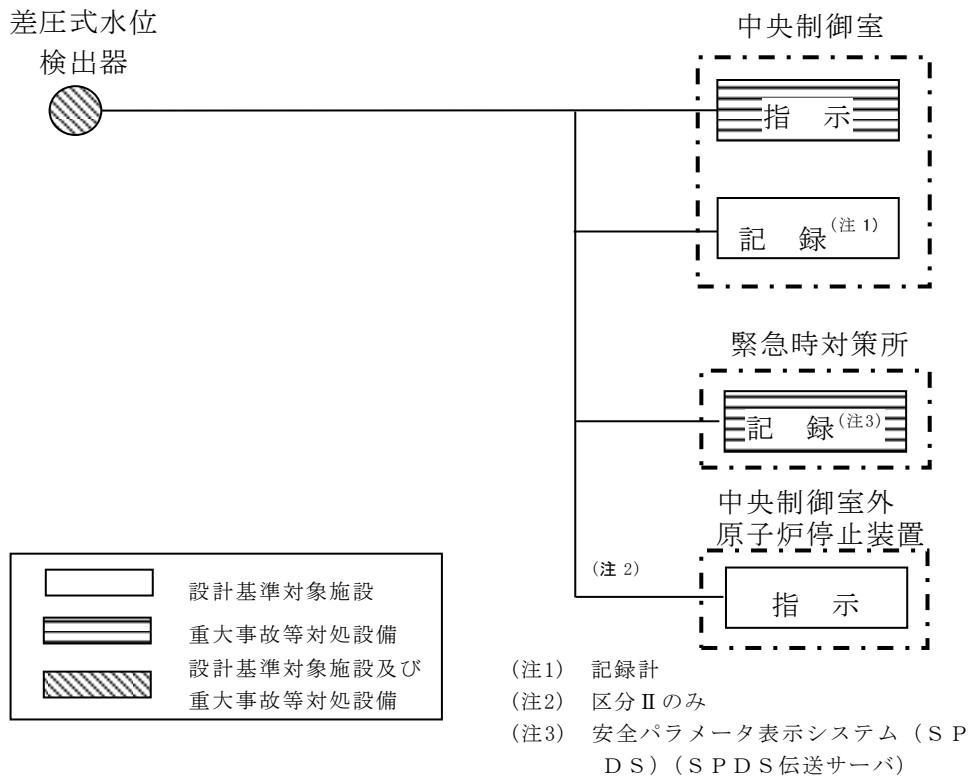 差圧式水位
検出器
中央制御室
指　示
記　録(注 1)
緊急時対策所
記　録(注3)
中央制御室外
原子炉停止装置
(注 2)
指　示
設計基準対象施設
重大事故等対処設備
設計基準対象施設及び
重大事故等対処設備
(注1)　記録計
(注2)　区分Ⅱのみ
(注3)　安全パラメータ表示システム（ＳＰ
ＤＳ）（ＳＰＤＳ伝送サーバ）